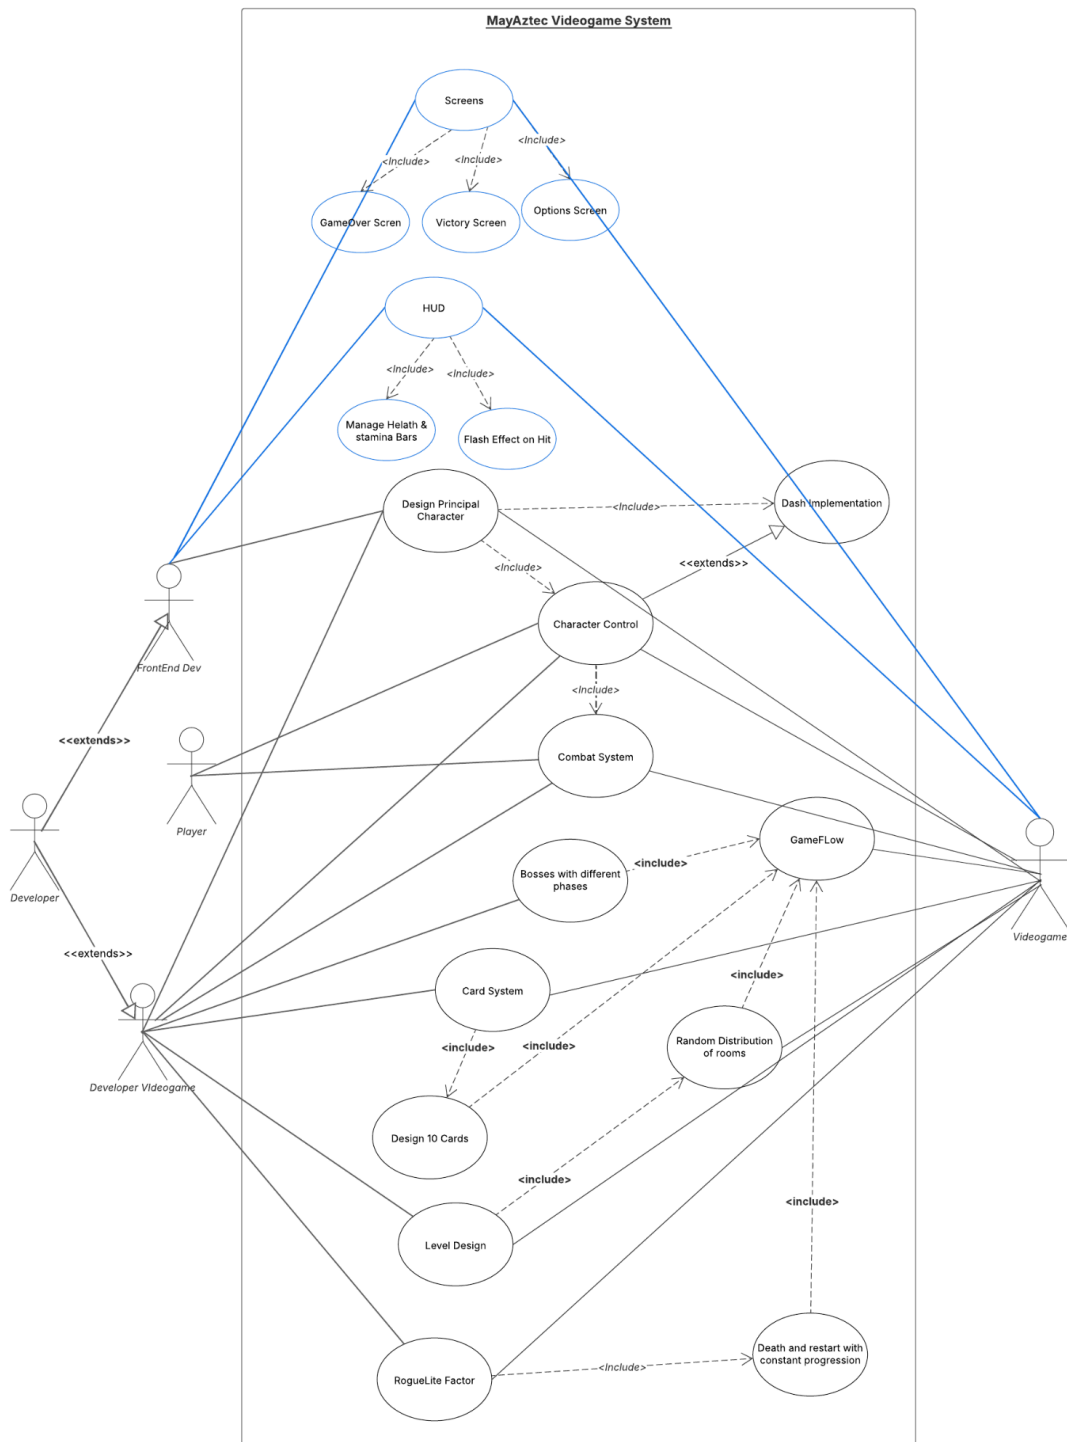 MayAztec Videogame System
Screens
<Include>
<Include>
<Include>
GameOver Scren
Victory Screen
Options Screen
HUD
<Include>
<Include>
Manage Helath &
stamina Bars
Flash Effect on Hit
Design Principal
Character
<Include>
Dash Implementation
<Include>
<<extends>>
Character Control
FrontEnd Dev
<Include>
<<extends>>
Combat System
Player
GameFLow
<include>
Bosses with different
phases
Developer
Videogame
<<extends>>
<include>
Card System
<include>
<include>
Random Distribution
of rooms
Developer VIdeogame
Design 10 Cards
<include>
<include>
Level Design
Death and restart with
constant progression
<Include>
RogueLite Factor